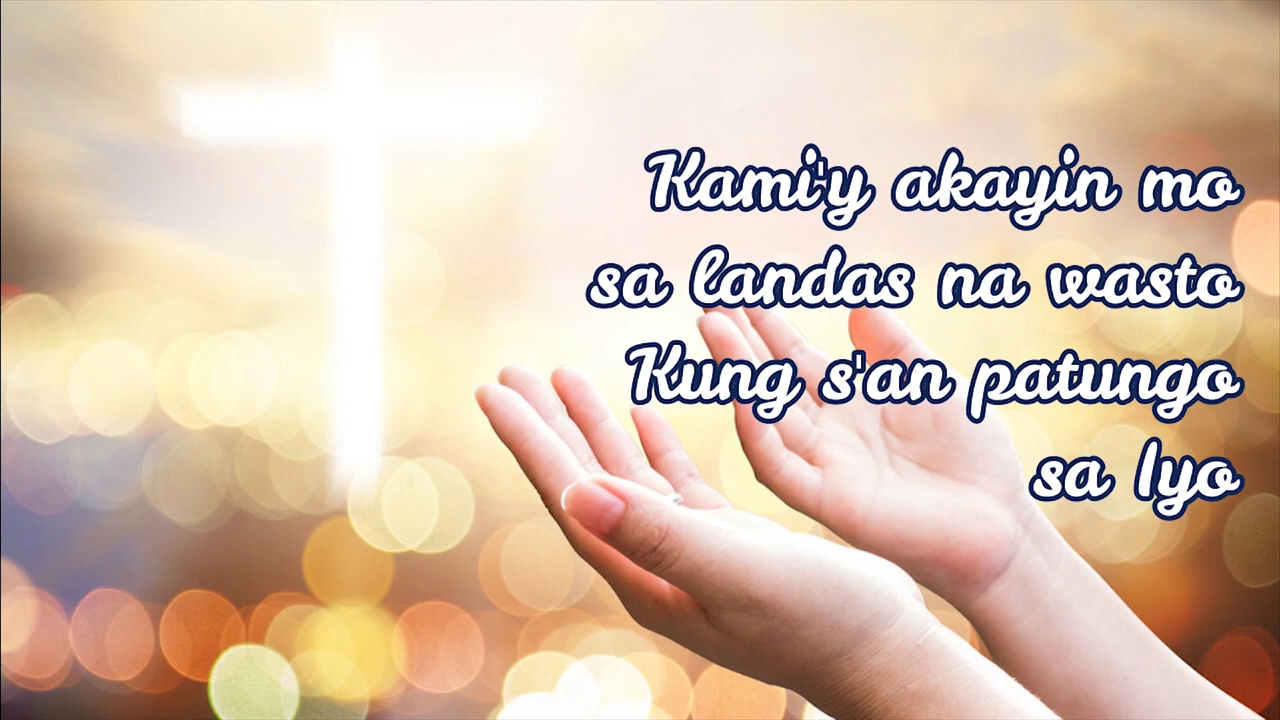 Kami'y akayin mo
sa landas na wasto
Kung s'an patungo
sa Iyo